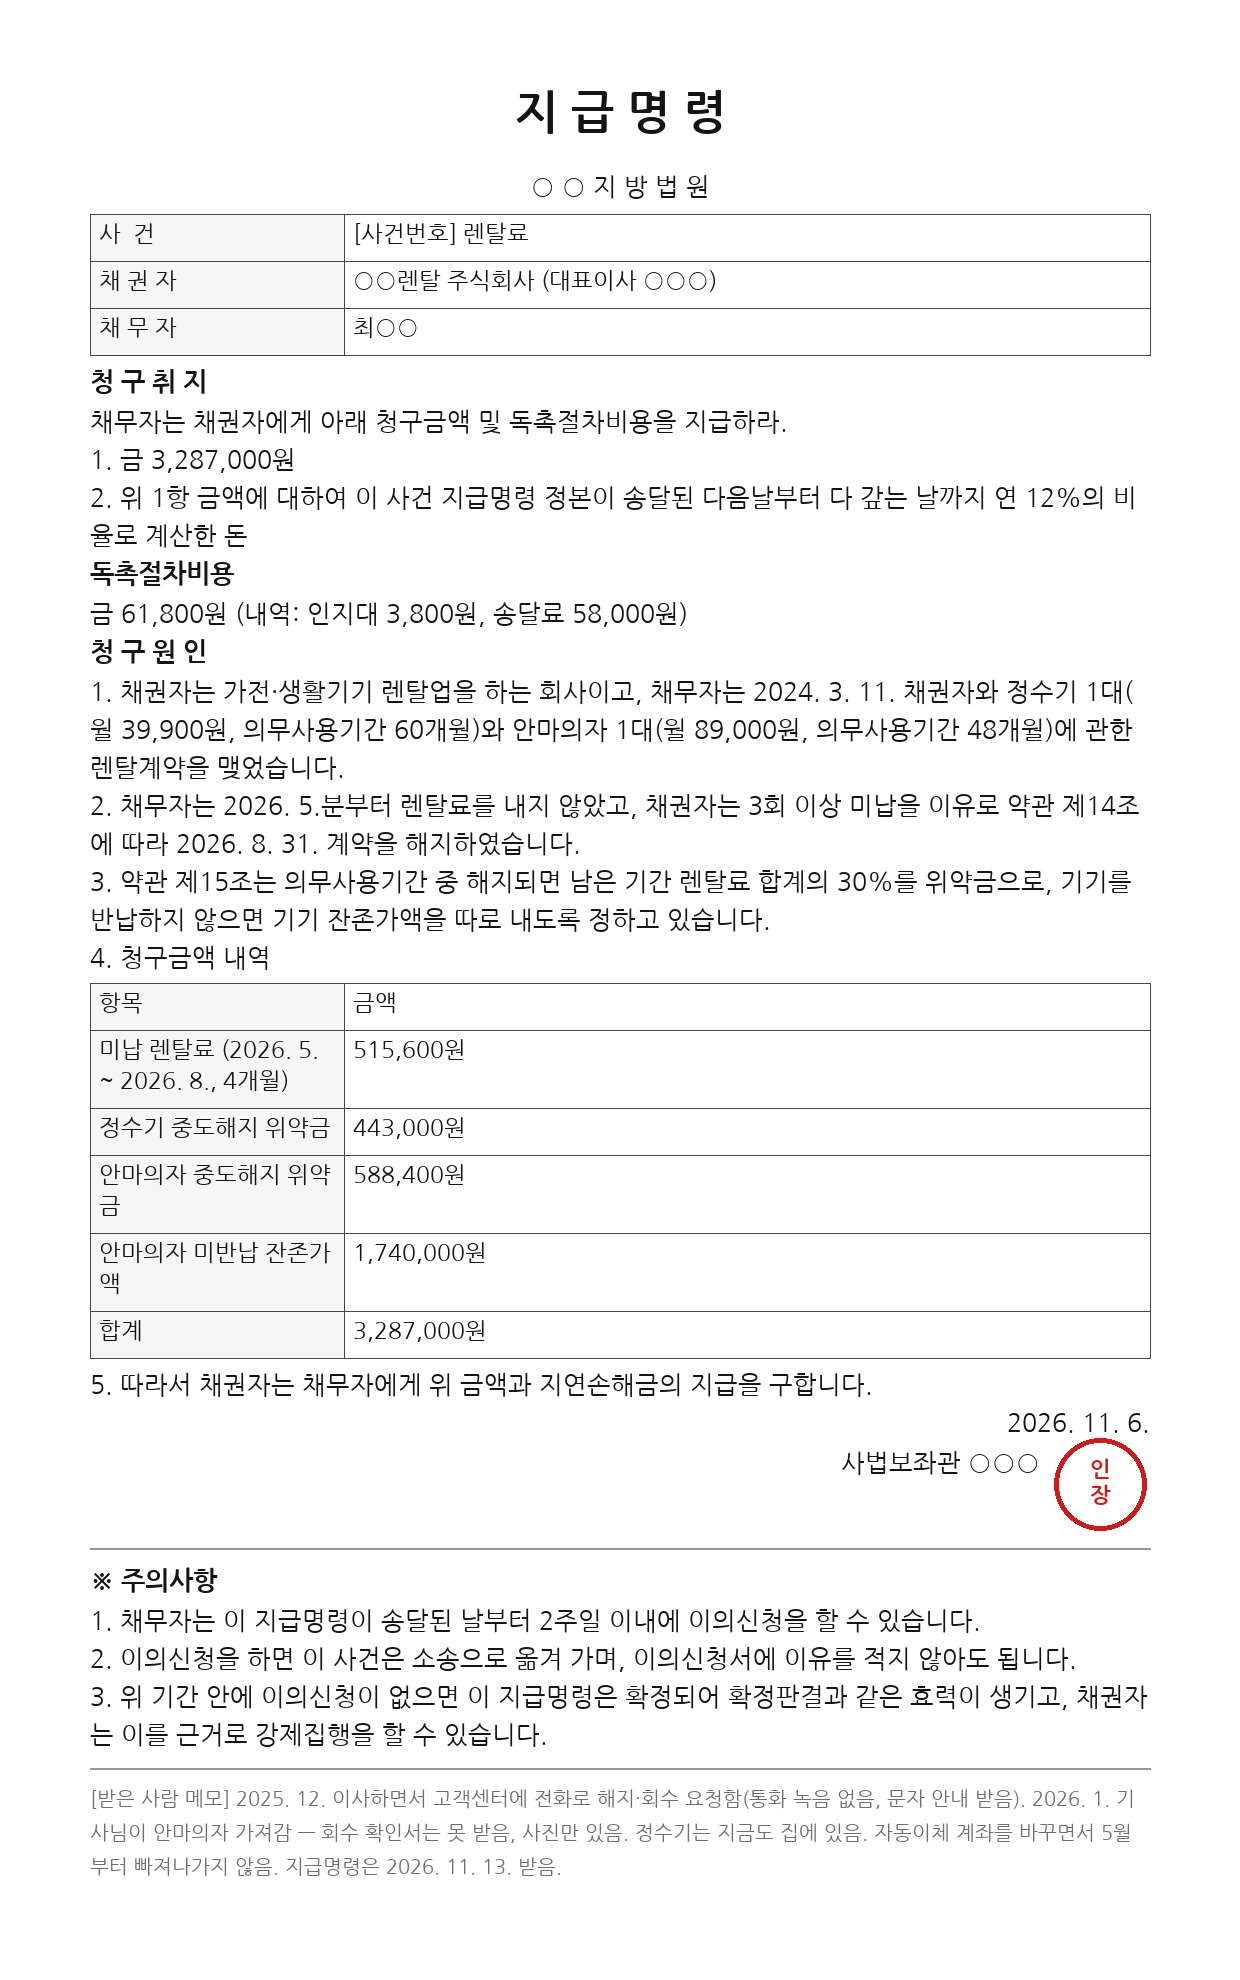 지 급 명 령
○ ○ 지 방 법 원
사 건
[사건번호] 렌탈료
채 권 자
○○렌탈 주식회사 (대표이사 ○○○)
채 무 자
최○○
청 구 취 지
채무자는 채권자에게 아래 청구금액 및 독촉절차비용을 지급하라.
1. 금 3,287,000원
2. 위 1항 금액에 대하여 이 사건 지급명령 정본이 송달된 다음날부터 다 갚는 날까지 연 12%의 비
율로 계산한 돈
독촉절차비용
금 61,800원 (내역: 인지대 3,800원, 송달료 58,000원)
청 구 원 인
1. 채권자는 가전·생활기기 렌탈업을 하는 회사이고, 채무자는 2024. 3. 11. 채권자와 정수기 1대(
월 39,900원, 의무사용기간 60개월)와 안마의자 1대(월 89,000원, 의무사용기간 48개월)에 관한
렌탈계약을 맺었습니다.
2. 채무자는 2026. 5.분부터 렌탈료를 내지 않았고, 채권자는 3회 이상 미납을 이유로 약관 제14조
에 따라 2026. 8. 31. 계약을 해지하였습니다.
3. 약관 제15조는 의무사용기간 중 해지되면 남은 기간 렌탈료 합계의 30%를 위약금으로, 기기를
반납하지 않으면 기기 잔존가액을 따로 내도록 정하고 있습니다.
4. 청구금액 내역
항목
금액
미납 렌탈료 (2026. 5.
~ 2026. 8., 4개월)
515,600원
정수기 중도해지 위약금
443,000원
안마의자 중도해지 위약
금
588,400원
안마의자 미반납 잔존가
액
1,740,000원
합계
3,287,000원
5. 따라서 채권자는 채무자에게 위 금액과 지연손해금의 지급을 구합니다.
2026. 11. 6.
사법보좌관 ○○○
인
장
※ 주의사항
1. 채무자는 이 지급명령이 송달된 날부터 2주일 이내에 이의신청을 할 수 있습니다.
2. 이의신청을 하면 이 사건은 소송으로 옮겨 가며, 이의신청서에 이유를 적지 않아도 됩니다.
3. 위 기간 안에 이의신청이 없으면 이 지급명령은 확정되어 확정판결과 같은 효력이 생기고, 채권자
는 이를 근거로 강제집행을 할 수 있습니다.
[받은 사람 메모] 2025. 12. 이사하면서 고객센터에 전화로 해지·회수 요청함(통화 녹음 없음, 문자 안내 받음). 2026. 1. 기
사님이 안마의자 가져감 — 회수 확인서는 못 받음, 사진만 있음. 정수기는 지금도 집에 있음. 자동이체 계좌를 바꾸면서 5월
부터 빠져나가지 않음. 지급명령은 2026. 11. 13. 받음.